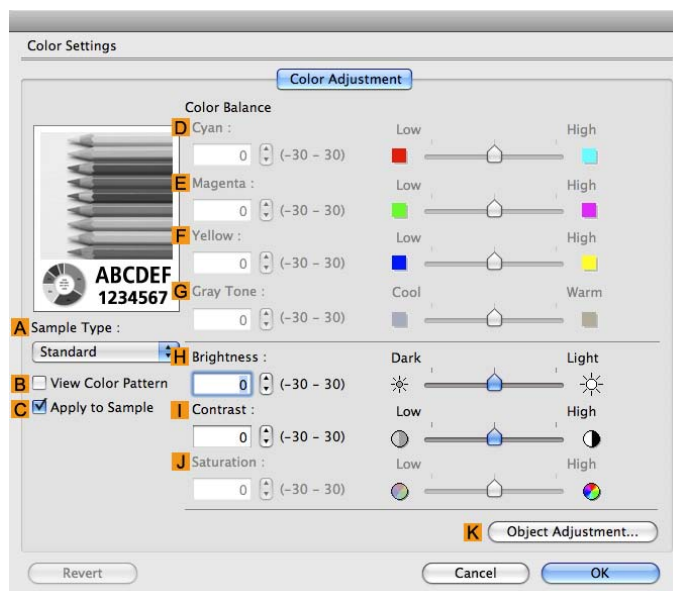 Color Settings
Color Adjustment
ABCDEF
1234567
A Sample Type :
Standard
B View Color Pattern
C Apply to Sample
Color Balance
D Cyan :
0 (-30 – 30)
Low High
E Magenta :
0 (-30 – 30)
Low High
F Yellow :
0 (-30 – 30)
Low High
G Gray Tone :
0 (-30 – 30)
Cool Warm
H Brightness :
0 (-30 – 30)
Dark Light
I Contrast :
0 (-30 – 30)
Low High
J Saturation :
0 (-30 – 30)
Low High
K Object Adjustment...
Revert Cancel OK